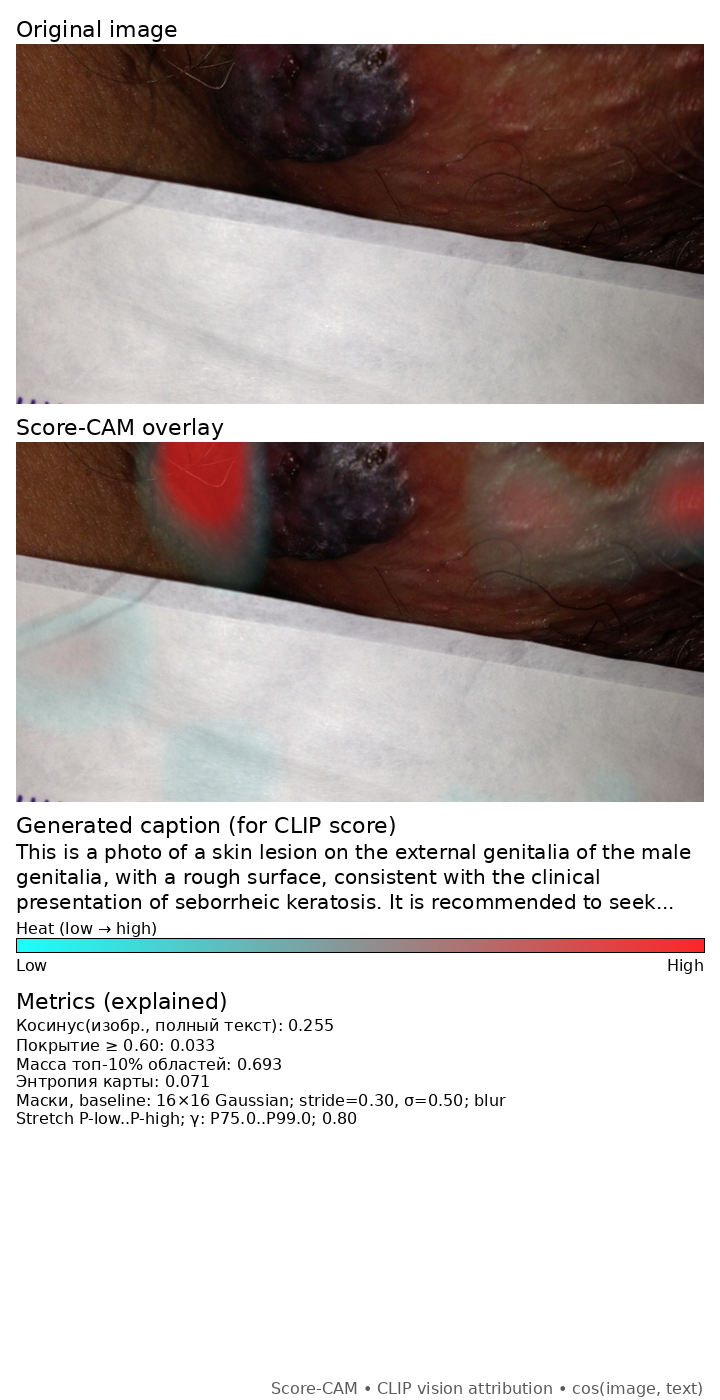 Original image
Score-CAM overlay
Generated caption (for CLIP score)
This is a photo of a skin lesion on the external genitalia of the male
genitalia, with a rough surface, consistent with the clinical
presentation of seborrheic keratosis. It is recommended to seek...
Heat (low → high)
Low High
Metrics (explained)
Косинус(изобр., полный текст): 0.255
Покрытие ≥ 0.60: 0.033
Масса топ-10% областей: 0.693
Энтропия карты: 0.071
Маски, baseline: 16×16 Gaussian; stride=0.30, σ=0.50; blur
Stretch P-low..P-high; γ: P75.0..P99.0; 0.80
Score-CAM • CLIP vision attribution • cos(image, text)